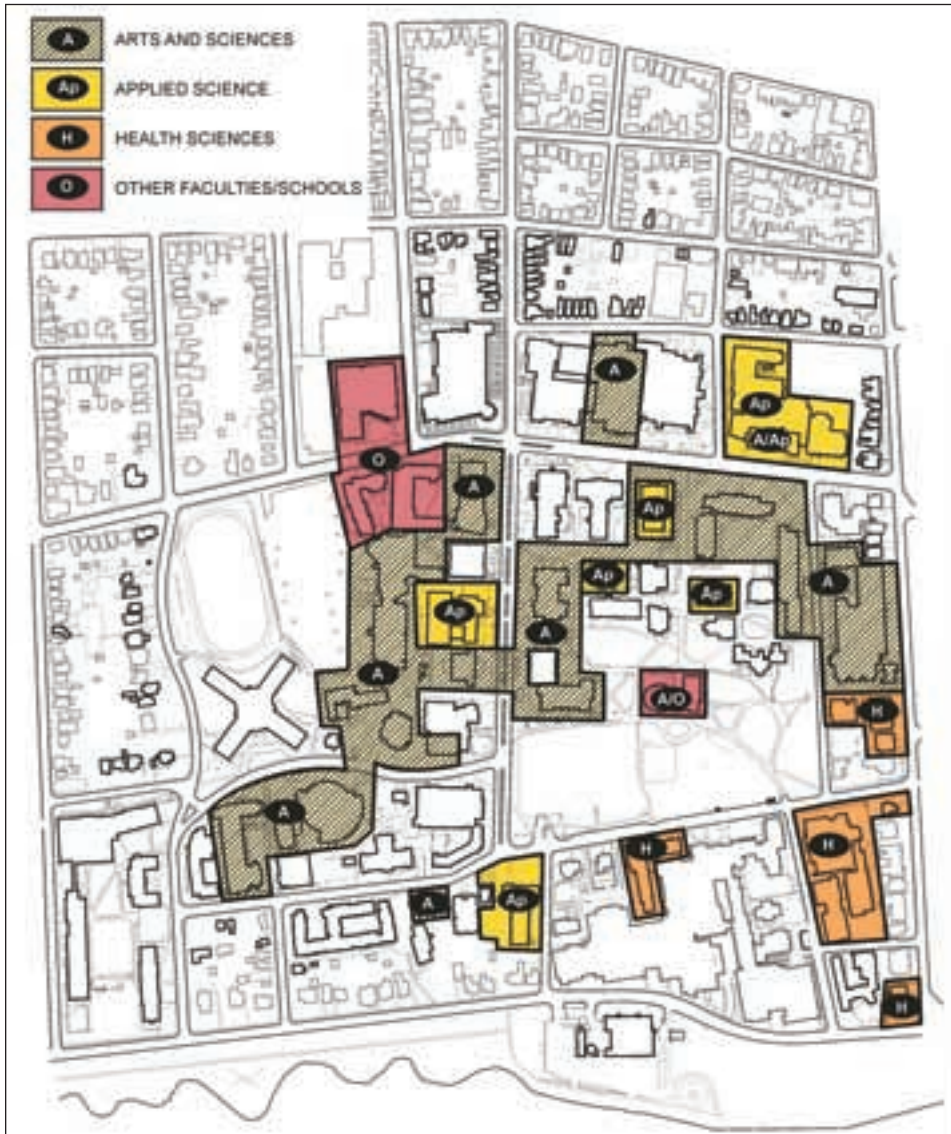 A ARTS AND SCIENCES
Ap APPLIED SCIENCE
H HEALTH SCIENCES
O OTHER FACULTIES/SCHOOLS
A
Ap
A/Ap
O
A
Ap
Ap
Ap
A
Ap
A
A
A/O
H
A
H
H
A
Ap
H